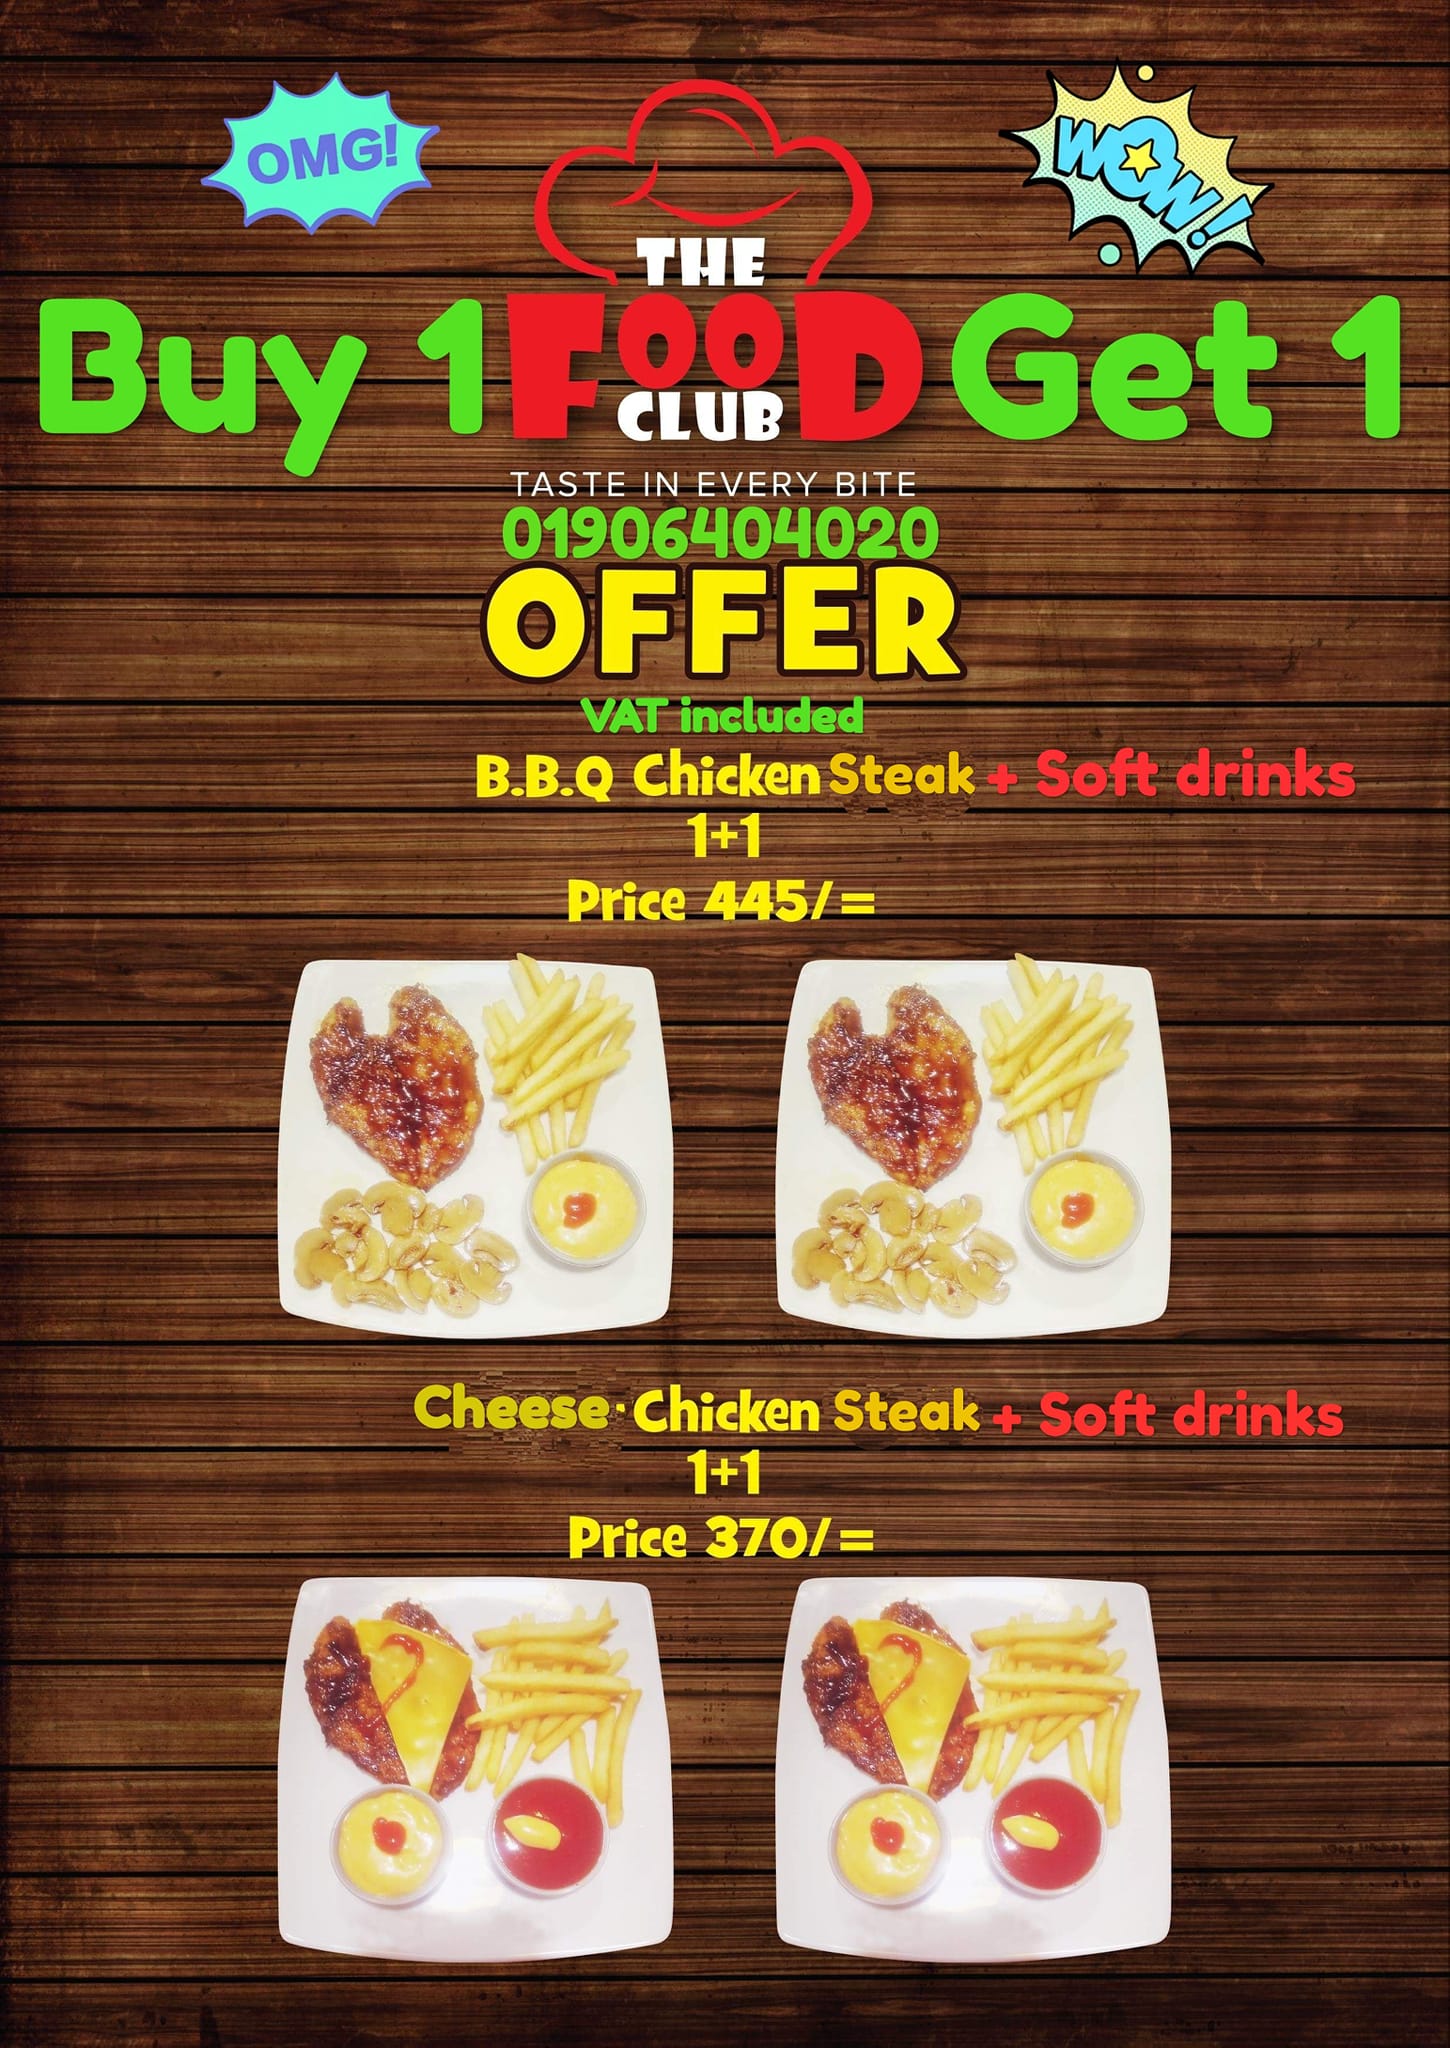 OMG!
WOW!
THE
Buy 1 FOOD Get 1
CLUB
TASTE IN EVERY BITE
01906404020
OFFER
VAT included
B.B.Q Chicken Steak + Soft drinks
1+1
Price 445/=
Cheese Chicken Steak + Soft drinks
1+1
Price 370/=